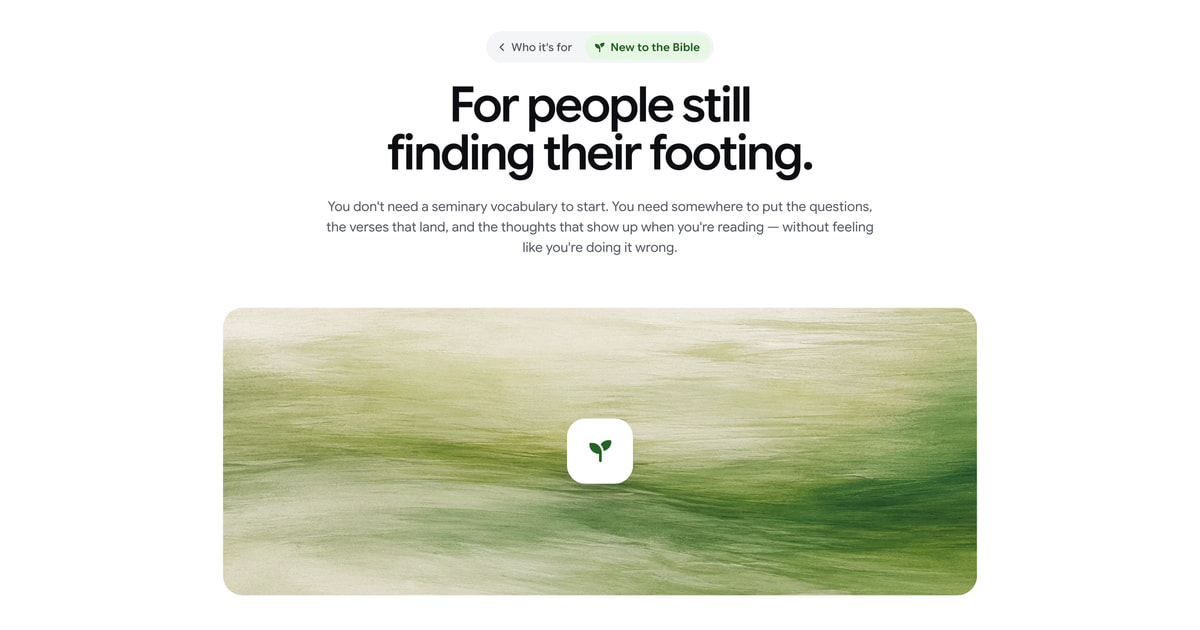 Who it's for
New to the Bible
For people still
finding their footing.
You don't need a seminary vocabulary to start. You need somewhere to put the questions,
the verses that land, and the thoughts that show up when you're reading — without feeling
like you're doing it wrong.